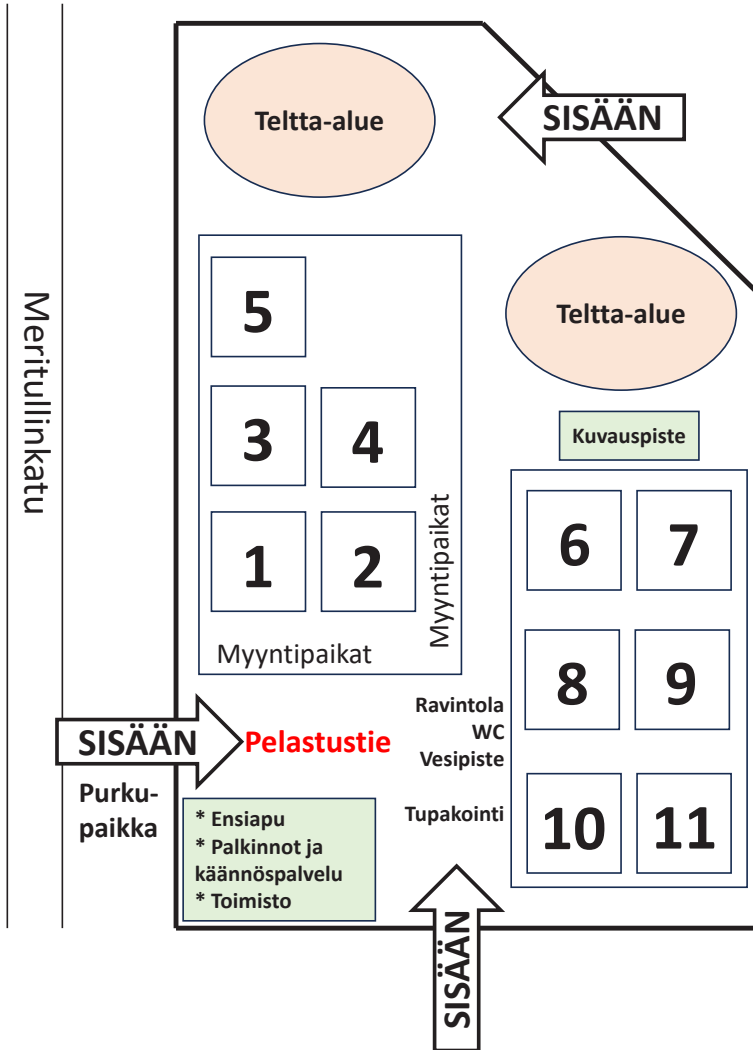 Teltta-alue
SISÄÄN
Teltta-alue
Meritullinkatu
5
3 4
1 2
Myyntipaikat
Myyntipaikat
Kuvauspiste
6 7
8 9
10 11
Ravintola
WC
Vesipiste
Tupakointi
SISÄÄN
Pelastustie
Purku-
paikka
* Ensiapu
* Palkinnot ja
käännöspalvelu
* Toimisto
SISÄÄN